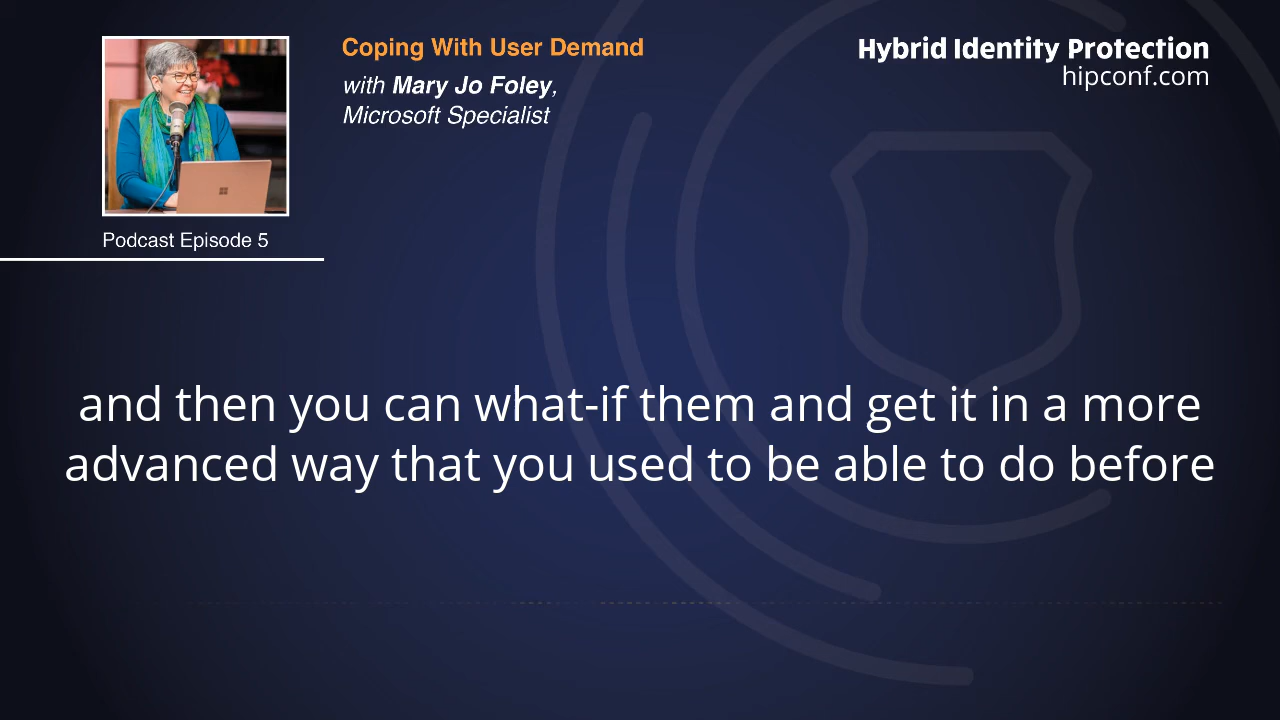 Coping With User Demand
with Mary Jo Foley,
Microsoft Specialist
Hybrid Identity Protection
hipconf.com
Podcast Episode 5
and then you can what-if them and get it in a more
advanced way that you used to be able to do before